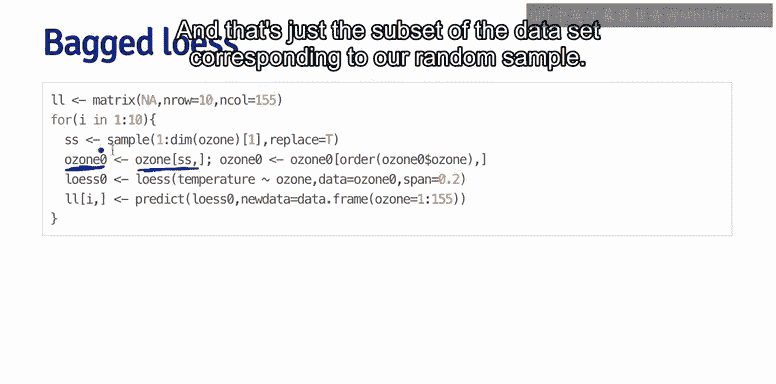 And that's just the subset of the data set
corresponding to our random sample.
Bagged loess
ll <- matrix(NA,nrow=10,ncol=155)
for(i in 1:10){
ss <- sample(1:dim(ozone)[1],replace=T)
ozone0 <- ozone[ss,]; ozone0 <- ozone0[order(ozone0$ozone),]
loess0 <- loess(temperature ~ ozone,data=ozone0,span=0.2)
ll[i,] <- predict(loess0,newdata=data.frame(ozone=1:155))
}